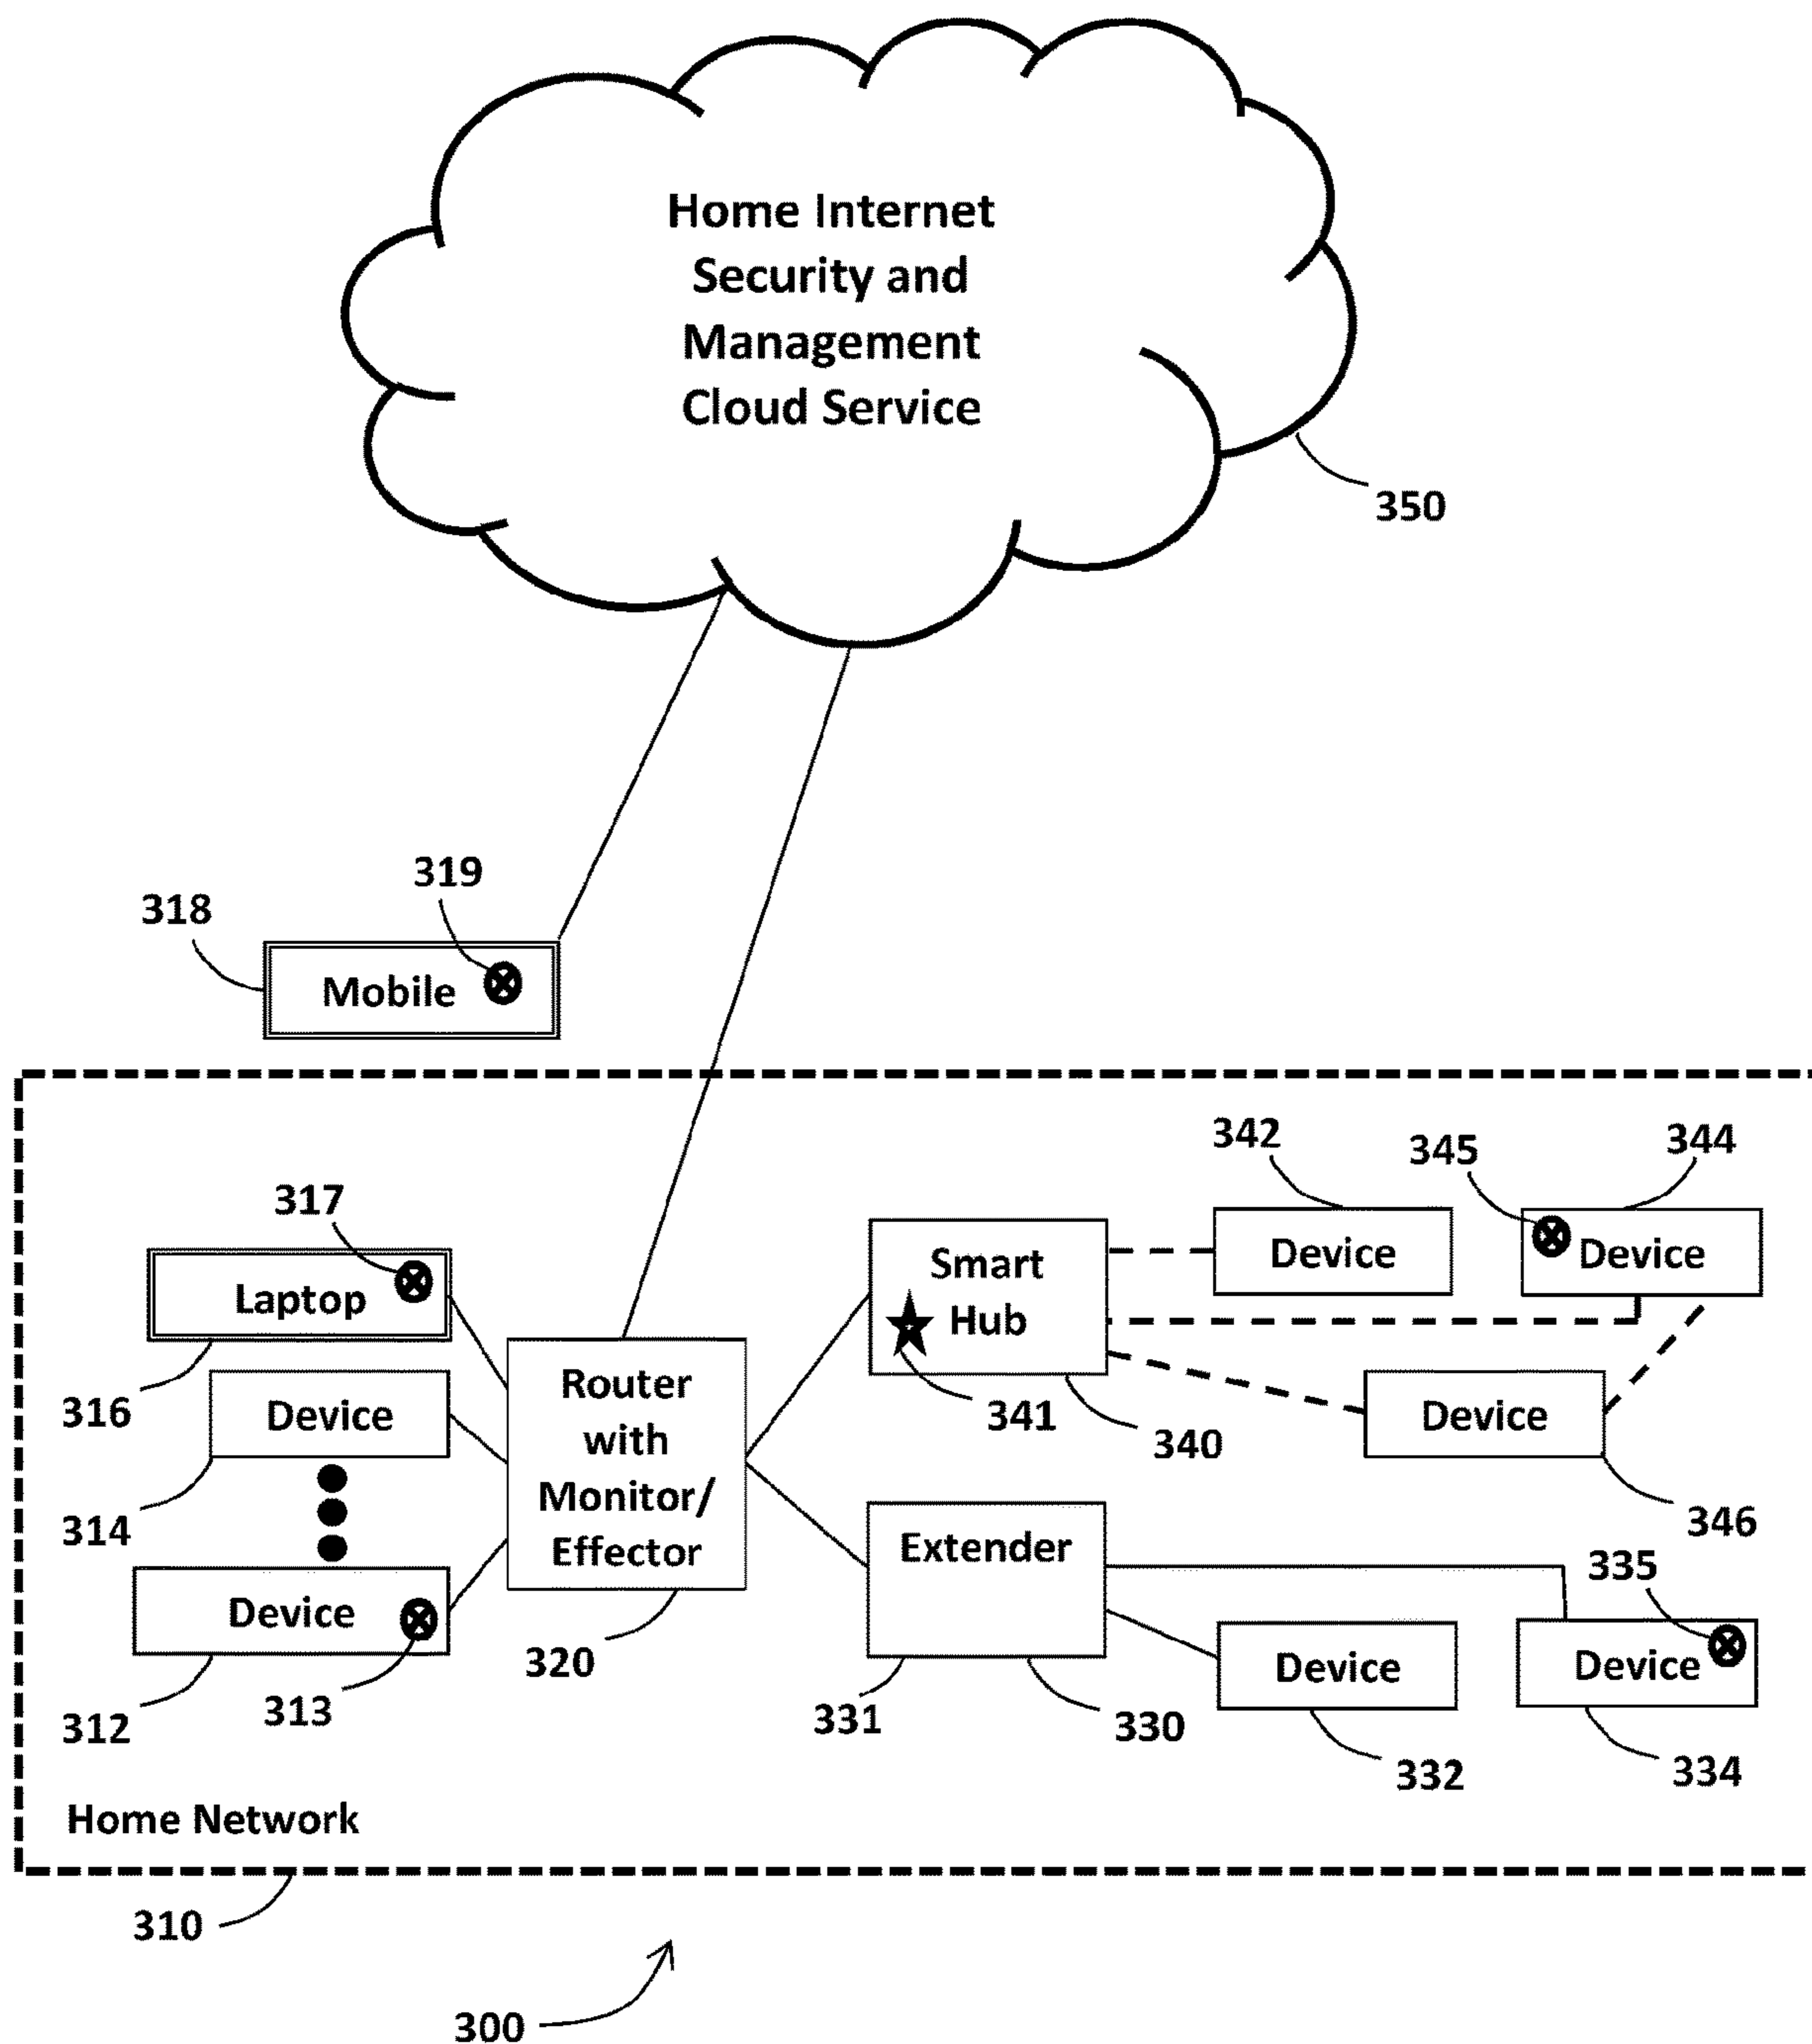 Home Internet
Security and
Management
Cloud Service
350
319
318
Mobile
342
345
344
317
Smart
Hub
Device
Device
Laptop
341
340
316
Device
Router
with
Monitor/
Effector
Device
346
314
Extender
335
Device
320
312
313
331
330
Device
Device
332
334
Home Network
310
300